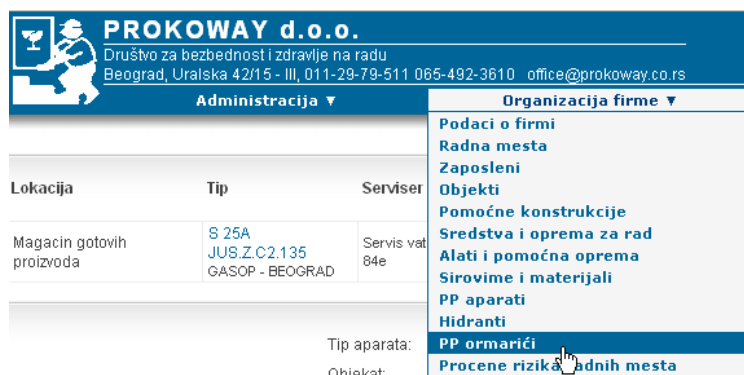 PROKOWAY d.o.o.
Društvo za bezbednost i zdravlje na radu
Beograd, Uralska 42/15 - III, 011-29-79-511 065-492-3610 office@prokoway.co.rs
Administracija ▼
Organizacija firme ▼
Podaci o firmi
Radna mesta
Zaposleni
Objekti
Pomoćne konstrukcije
Sredstva i oprema za rad
Alati i pomoćna oprema
Sirovime i materijali
PP aparati
Hidranti
PP ormarići
Procene rizika adnih mesta
Lokacija
Tip
Serviser
Magacin gotovih
proizvoda
S 25A
JUS.Z.C2.135
GASOP - BEOGRAD
Servis vat
84e
Tip aparata:
Objekat: